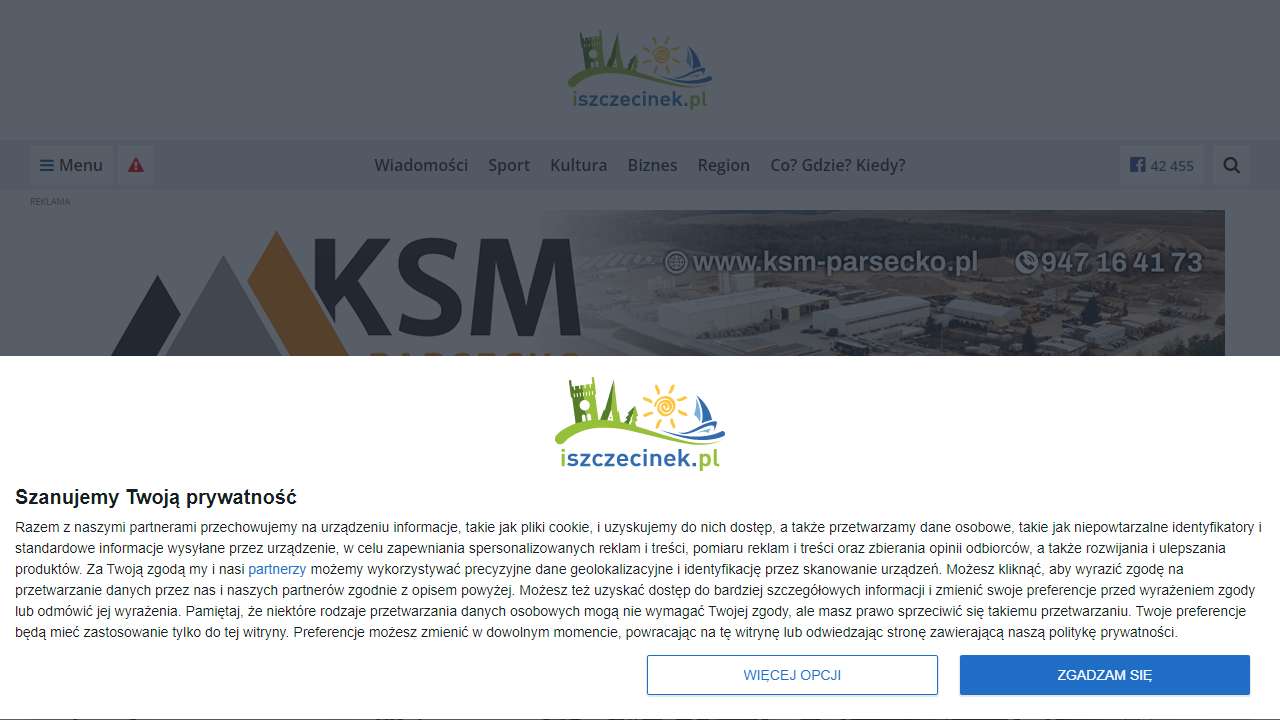 iszczecinek.pl
Menu
Wiadomości Sport Kultura Biznes Region Co? Gdzie? Kiedy?
42 455
REKLAMA
KSM
www.ksm-parsecko.pl
947 16 41 73
iszczecinek.pl
Szanujemy Twoją prywatność
Razem z naszymi partnerami przechowujemy na urządzeniu informacje, takie jak pliki cookie, i uzyskujemy do nich dostęp, a także przetwarzamy dane osobowe, takie jak niepowtarzalne identyfikatory i
standardowe informacje wysyłane przez urządzenie, w celu zapewniania spersonalizowanych reklam i treści, pomiaru reklam i treści oraz zbierania opinii odbiorców, a także rozwijania i ulepszania
produktów. Za Twoją zgodą my i nasi partnerzy możemy wykorzystywać precyzyjne dane geolokalizacyjne i identyfikację przez skanowanie urządzeń. Możesz kliknąć, aby wyrazić zgodę na
przetwarzanie danych przez nas i naszych partnerów zgodnie z opisem powyżej. Możesz też uzyskać dostęp do bardziej szczegółowych informacji i zmienić swoje preferencje przed wyrażeniem zgody
lub odmówić jej wyrażenia. Pamiętaj, że niektóre rodzaje przetwarzania danych osobowych mogą nie wymagać Twojej zgody, ale masz prawo sprzeciwić się takiemu przetwarzaniu. Twoje preferencje
będą mieć zastosowanie tylko do tej witryny. Preferencje możesz zmienić w dowolnym momencie, powracając na tę witrynę lub odwiedzając stronę zawierającą naszą politykę prywatności.
WIĘCEJ OPCJI
ZGADZAM SIĘ